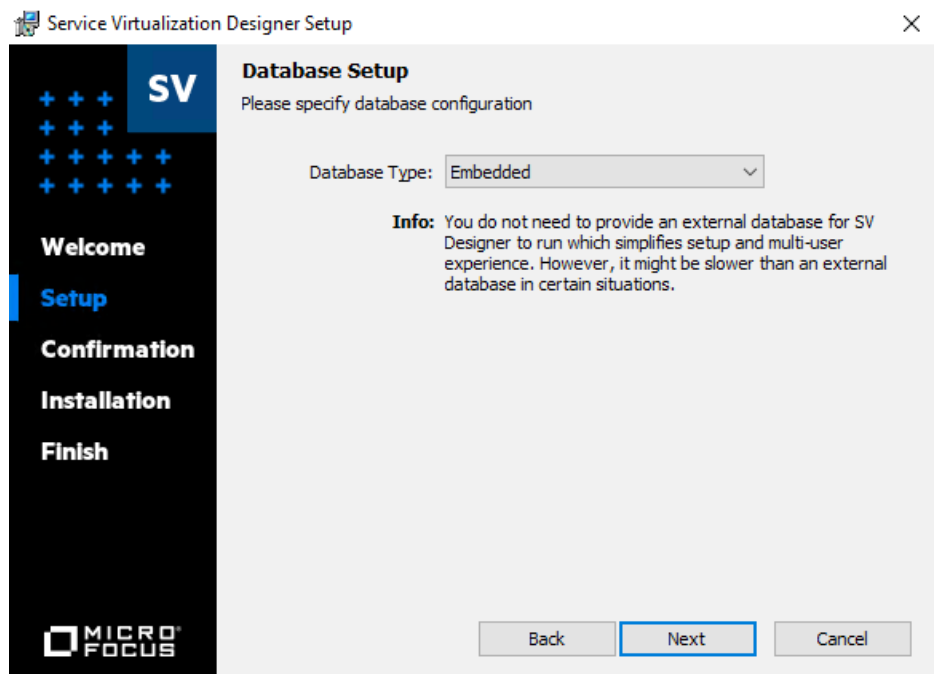 Service Virtualization Designer Setup
SV
Database Setup
Please specify database configuration
Database Type: Embedded
Info: You do not need to provide an external database for SV
Designer to run which simplifies setup and multi-user
experience. However, it might be slower than an external
database in certain situations.
Welcome
Setup
Confirmation
Installation
Finish
MICRO
FOCUS
Back Next Cancel